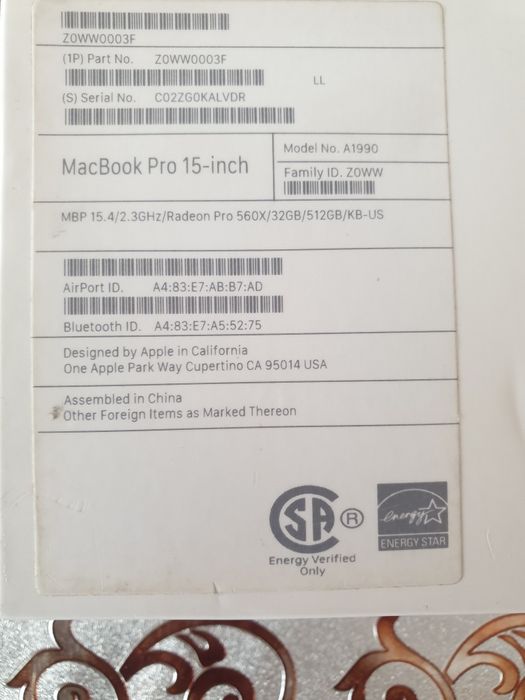 Z0WW0003F
(1P) Part No. Z0WW0003F
LL
(S) Serial No. C02ZG0KALVDR
MacBook Pro 15-inch
Model No. A1990
Family ID. Z0WW
MBP 15.4/2.3GHz/Radeon Pro 560X/32GB/512GB/KB-US
AirPort ID. A4:83:E7:AB:B7:AD
Bluetooth ID. A4:83:E7:A5:52:75
Designed by Apple in California
One Apple Park Way Cupertino CA 95014 USA
Assembled in China
Other Foreign Items as Marked Thereon
SA ®
Energy Verified
Only
energy
ENERGY STAR